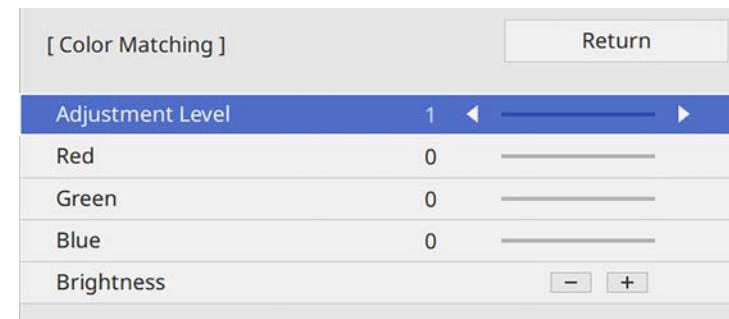 [ Color Matching ]
Return
Adjustment Level 1
Red 0
Green 0
Blue 0
Brightness − +